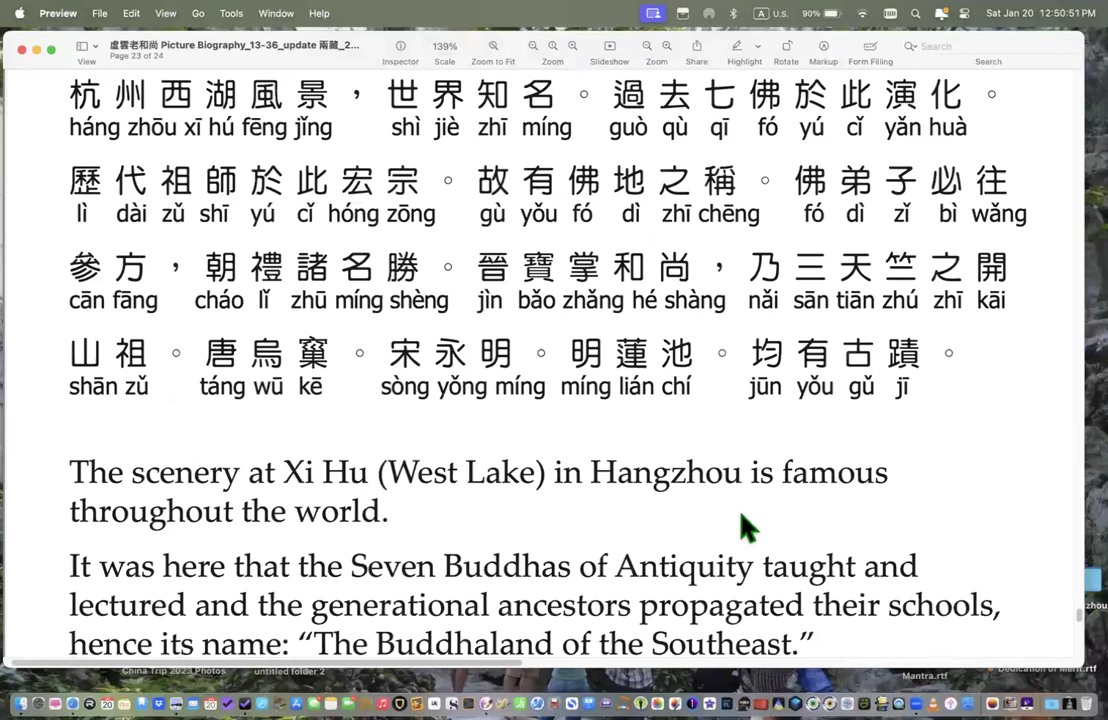 Preview File Edit View Go Tools Window Help
A U.S. 90% Sat Jan 20 12:50:51 PM
虛雲老和尚 Picture Biography_13-36_update 兩藏_2...
Page 23 of 24
139%
Search
View Inspector Scale Zoom to Fit Zoom Slideshow Zoom Share Highlight Rotate Markup Form Filling Search
杭州西湖風景，世界知名。過去七佛於此演化。
háng zhōu xī hú fēng jǐng shì jiè zhī míng guò qù qī fó yú cǐ yǎn huà
歷代祖師於此宏宗。故有佛地之稱。佛弟子必往
lì dài zǔ shī yú cǐ hóng zōng gù yǒu fó dì zhī chēng fó dì zǐ bì wǎng
參方，朝禮諸名勝。晉寶掌和尚，乃三天竺之開
cān fāng cháo lǐ zhū míng shèng jìn bǎo zhǎng hé shàng nǎi sān tiān zhú zhī kāi
山祖。唐烏窠。宋永明。明蓮池。均有古蹟。
shān zǔ táng wū kē sòng yǒng míng míng lián chí jūn yǒu gǔ jī
The scenery at Xi Hu (West Lake) in Hangzhou is famous
throughout the world.
It was here that the Seven Buddhas of Antiquity taught and
lectured and the generational ancestors propagated their schools,
hence its name: “The Buddhaland of the Southeast.”
zhou
China Trip 2023 Photos untitled folder 2 Dedication of Merit.rtf
Mantra.rtf